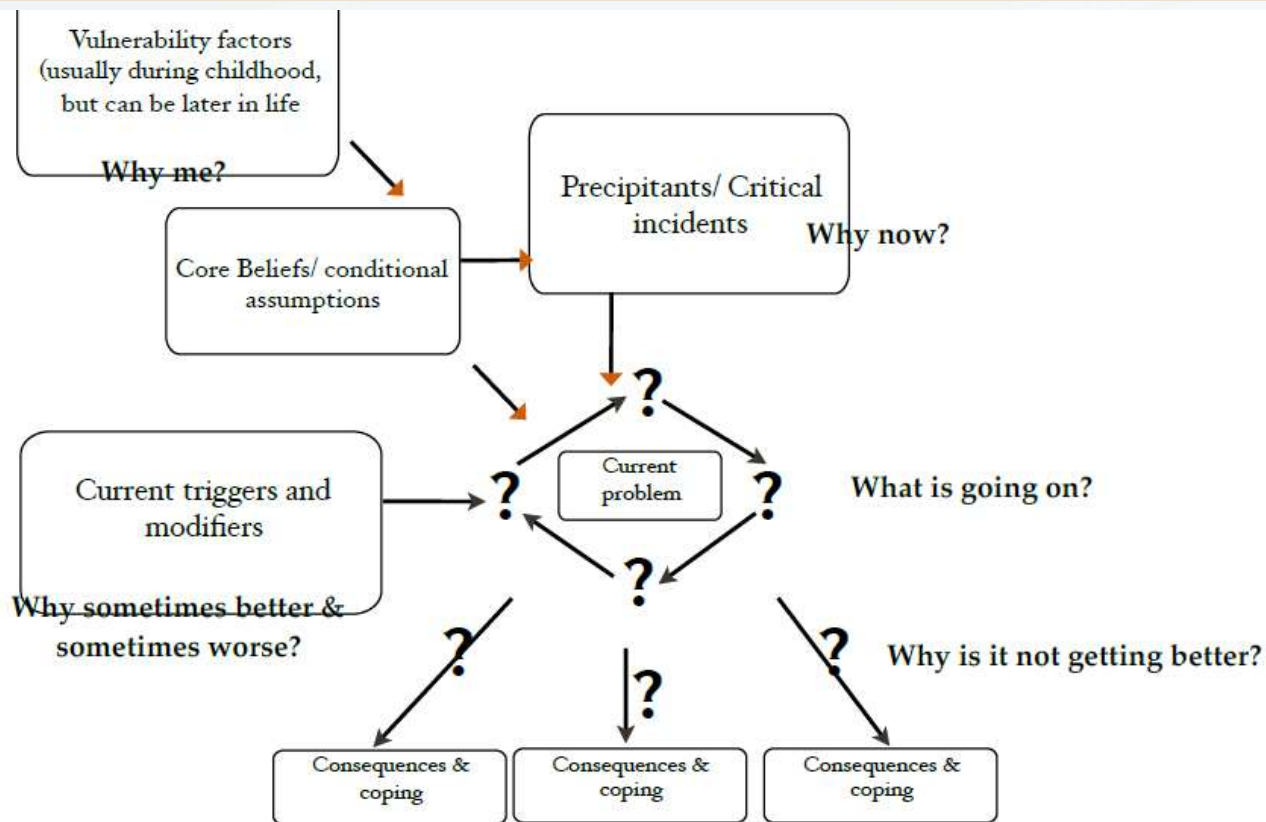 Vulnerability factors
(usually during childhood,
but can be later in life
Why me?
Precipitants/ Critical
incidents
Why now?
Core Beliefs/ conditional
assumptions
?
Current triggers and
modifiers
?
Current
problem
?
What is going on?
?
Why sometimes better &
sometimes worse?
?
?
?
Why is it not getting better?
Consequences &
coping
Consequences &
coping
Consequences &
coping